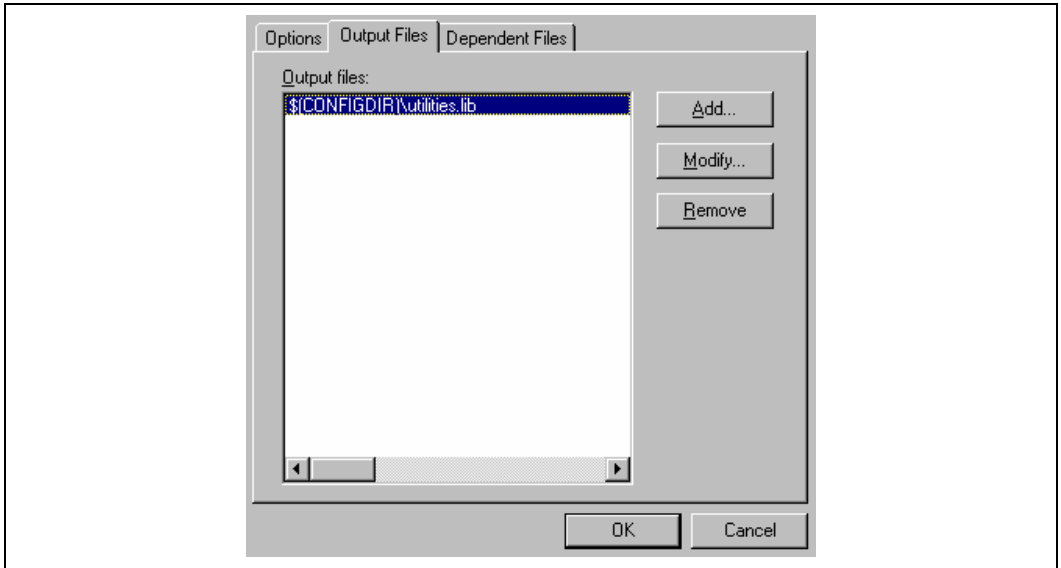 Options Output Files Dependent Files
Output files:
$(CONFIGDIR)\utilities.lib
Add...
Modify...
Remove
OK Cancel